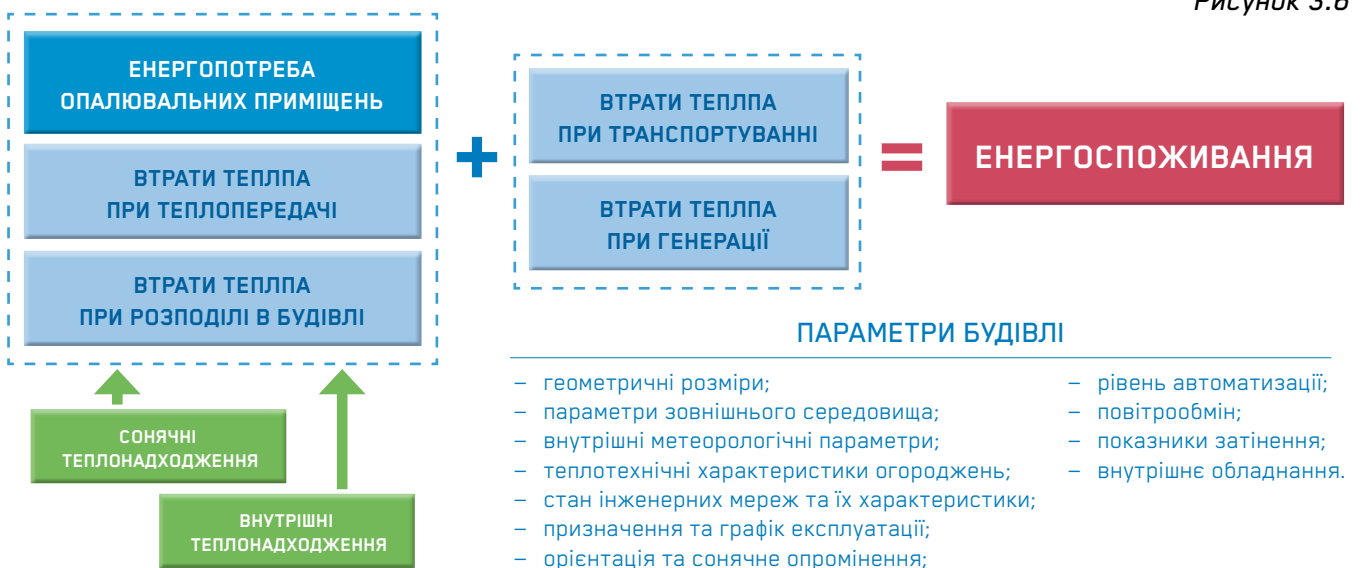 Рисунок 3.6
ЕНЕРГОПОТРЕБА
ОПАЛЮВАЛЬНИХ ПРИМІЩЕНЬ
ВТРАТИ ТЕПЛПА
ПРИ ТЕПЛОПЕРЕДАЧІ
ВТРАТИ ТЕПЛПА
ПРИ РОЗПОДІЛІ В БУДІВЛІ
+
ВТРАТИ ТЕПЛПА
ПРИ ТРАНСПОРТУВАННІ
ВТРАТИ ТЕПЛПА
ПРИ ГЕНЕРАЦІЇ
=
ЕНЕРГОСПОЖИВАННЯ
СОНЯЧНІ
ТЕПЛОНАДХОДЖЕННЯ
ВНУТРІШНІ
ТЕПЛОНАДХОДЖЕННЯ
ПАРАМЕТРИ БУДІВЛІ
– геометричні розміри;
– параметри зовнішнього середовища;
– внутрішні метеорологічні параметри;
– теплотехнічні характеристики огороджень;
– стан інженерних мереж та їх характеристики;
– призначення та графік експлуатації;
– орієнтація та сонячне опромінення;
– рівень автоматизації;
– повітрообмін;
– показники затінення;
– внутрішнє обладнання.